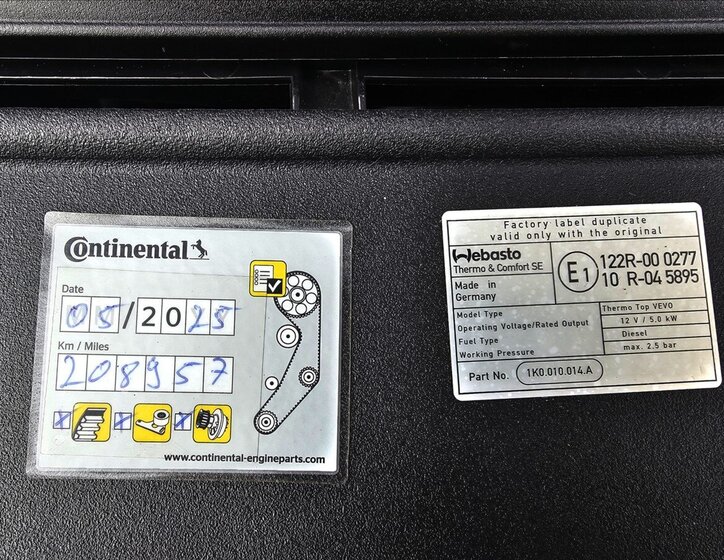 Continental
Date
05/2025
Km / Miles
208957
www.continental-engineparts.com
Factory label duplicate
valid only with the original
Webasto
Thermo & Comfort SE
Made in
Germany
E1
122R-00 0277
10 R-04 5895
Model Type Thermo Top VEVO
Operating Voltage/Rated Output 12 V / 5.0 kW
Fuel Type Diesel
Working Pressure max. 2.5 bar
Part No. 1K0.010.014.A